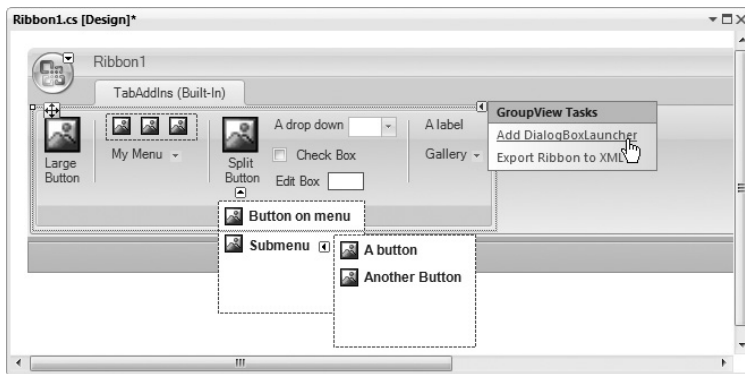 Ribbon1.cs [Design]*
Ribbon1
TabAddIns (Built-In)
Large
Button
My Menu
Split
Button
A drop down
Check Box
Edit Box
A label
Gallery
GroupView Tasks
Add DialogBoxLauncher
Export Ribbon to XML
Button on menu
Submenu
A button
Another Button